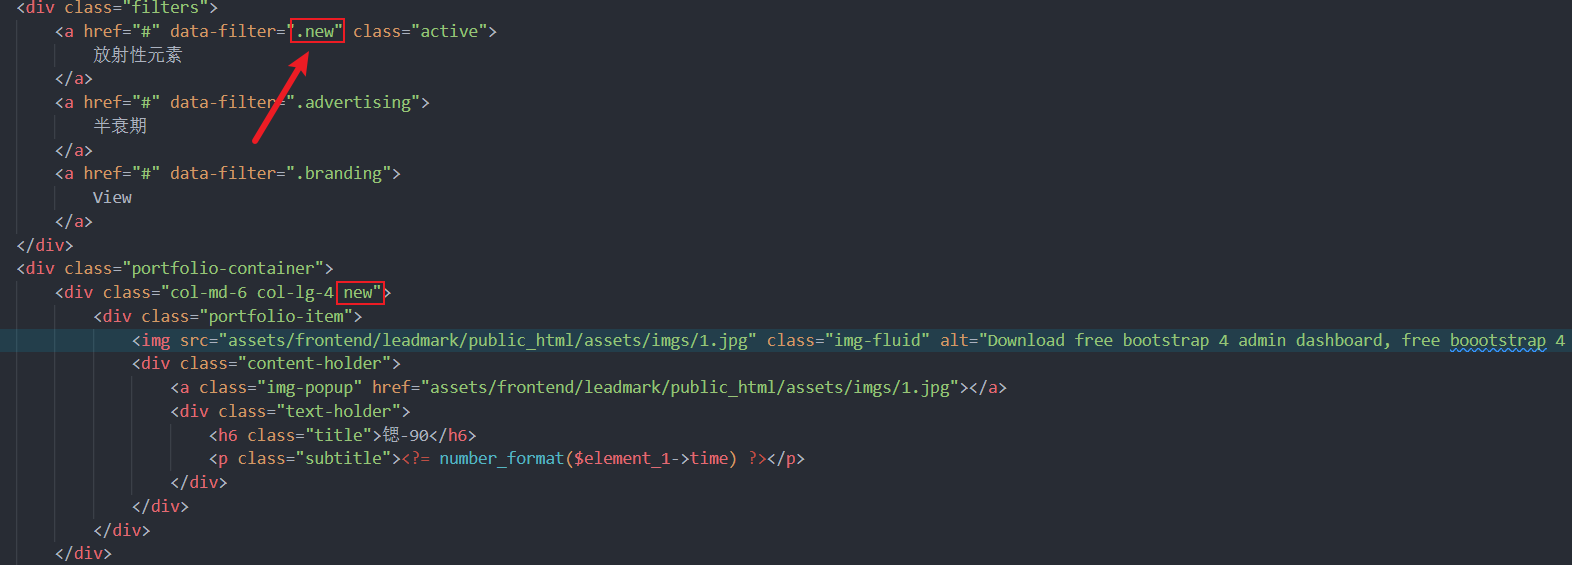 <div class="filters">
<a href="#" data-filter=".new" class="active">
放射性元素
</a>
<a href="#" data-filter=".advertising">
半衰期
</a>
<a href="#" data-filter=".branding">
View
</a>
</div>
<div class="portfolio-container">
<div class="col-md-6 col-lg-4 new">
<div class="portfolio-item">
<img src="assets/frontend/leadmark/public_html/assets/imgs/1.jpg" class="img-fluid" alt="Download free bootstrap 4 admin dashboard, free boootstrap 4
<div class="content-holder">
<a class="img-popup" href="assets/frontend/leadmark/public_html/assets/imgs/1.jpg"></a>
<div class="text-holder">
<h6 class="title">锶-90</h6>
<p class="subtitle"><?= number_format($element_1->time) ?></p>
</div>
</div>
</div>
</div>